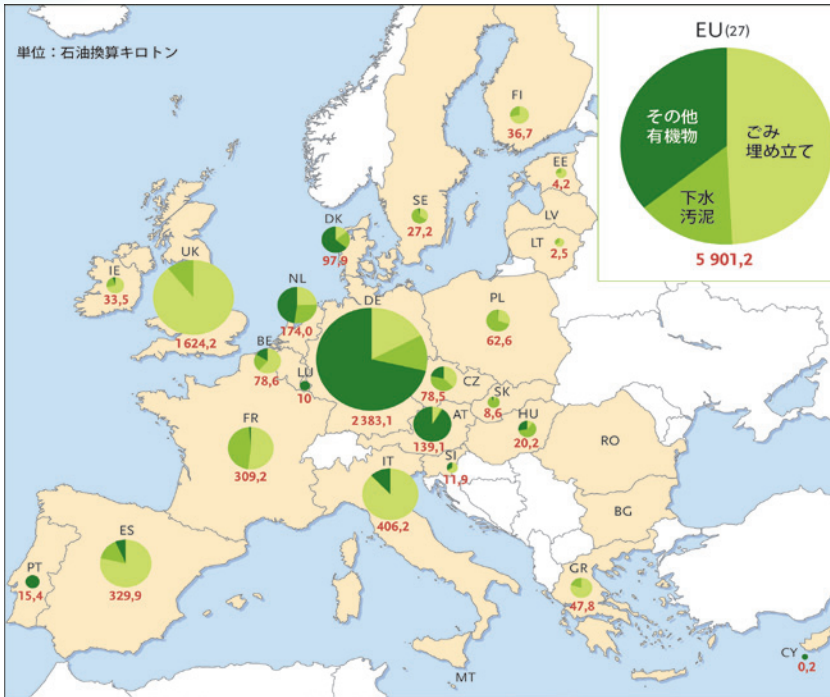 単位：石油換算キロトン
EU(27)
その他
有機物
ごみ
埋め立て
下水
汚泥
5 901,2
FI
36,7
EE
4,2
SE
27,2
LV
LT
2,5
DK
97,9
IE
33,5
UK
1 624,2
NL
174,0
DE
2 383,1
PL
62,6
BE
78,6
LU
10
CZ
78,5
SK
8,6
AT
139,1
HU
20,2
FR
309,2
SI
11,9
RO
IT
406,2
BG
ES
329,9
PT
15,4
GR
47,8
MT
CY
0,2